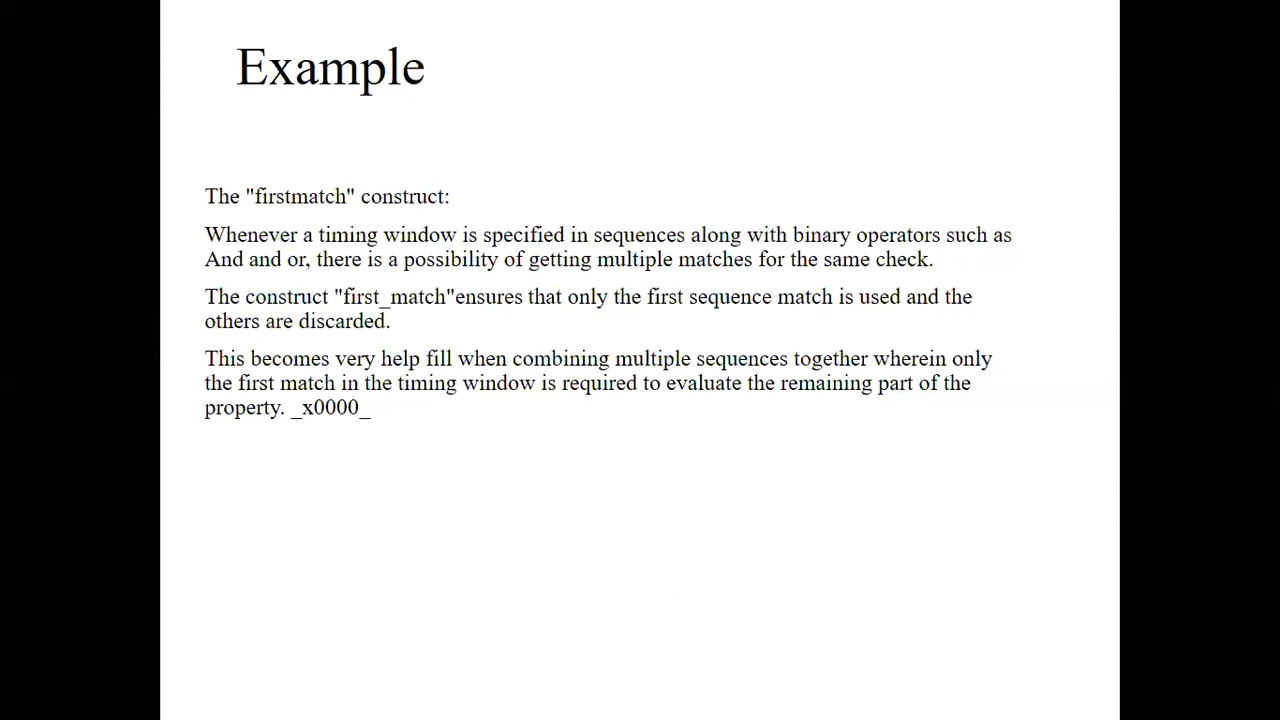 Example
The "firstmatch" construct:
Whenever a timing window is specified in sequences along with binary operators such as
And and or, there is a possibility of getting multiple matches for the same check.
The construct "first_match"ensures that only the first sequence match is used and the
others are discarded.
This becomes very help fill when combining multiple sequences together wherein only
the first match in the timing window is required to evaluate the remaining part of the
property. _x0000_